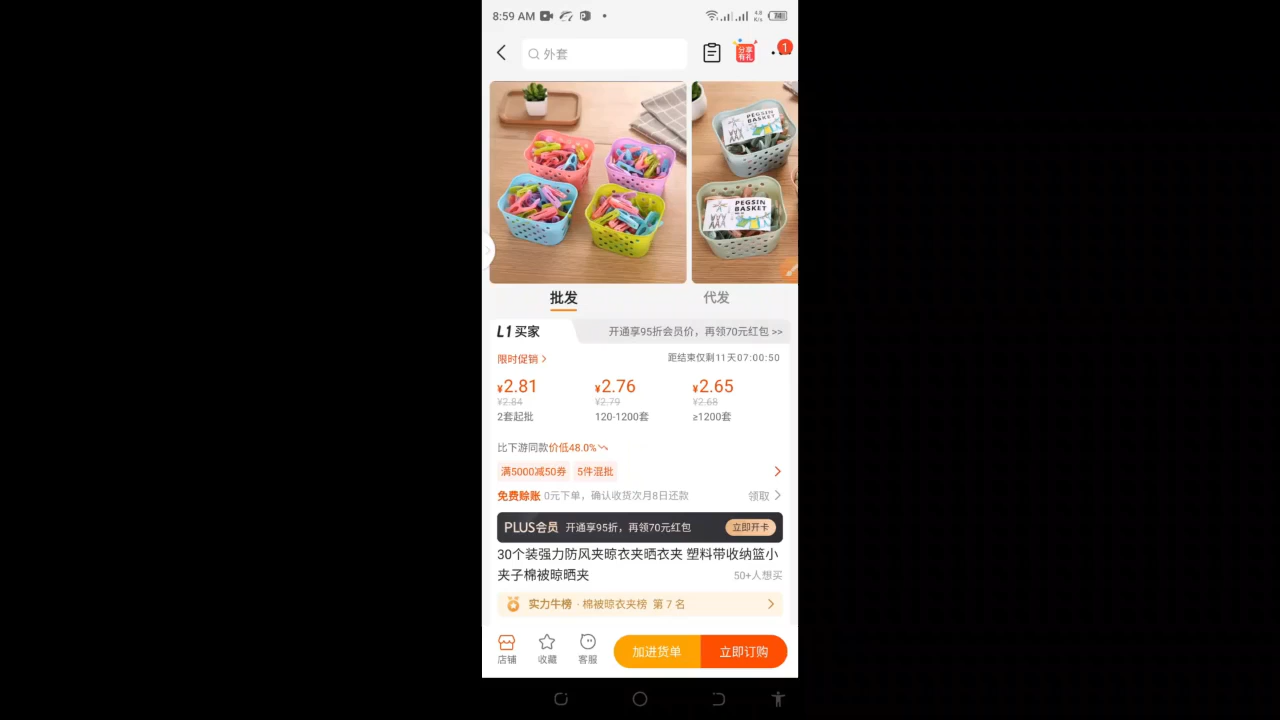 8:59 AM
4.8 K/s
74
外套
分享有礼
1
PEGSIN BASKET
PEGSIN BASKET
批发
代发
L1 买家
开通享95折会员价，再领70元红包 >>
限时促销
距结束仅剩11天07:00:50
¥2.81 ¥2.76 ¥2.65
¥2.84 ¥2.79 ¥2.68
2套起批 120-1200套 ≥1200套
比下游同款价低48.0%
满5000减50券 5件混批
免费赊账 0元下单，确认收货次月8日还款 领取
PLUS会员 开通享95折，再领70元红包 立即开卡
30个装强力防风夹晾衣夹晒衣夹 塑料带收纳篮小
夹子棉被晾晒夹 50+人想买
实力牛榜 · 棉被晾衣夹榜 第 7 名
店铺 收藏 客服 加进货单 立即订购